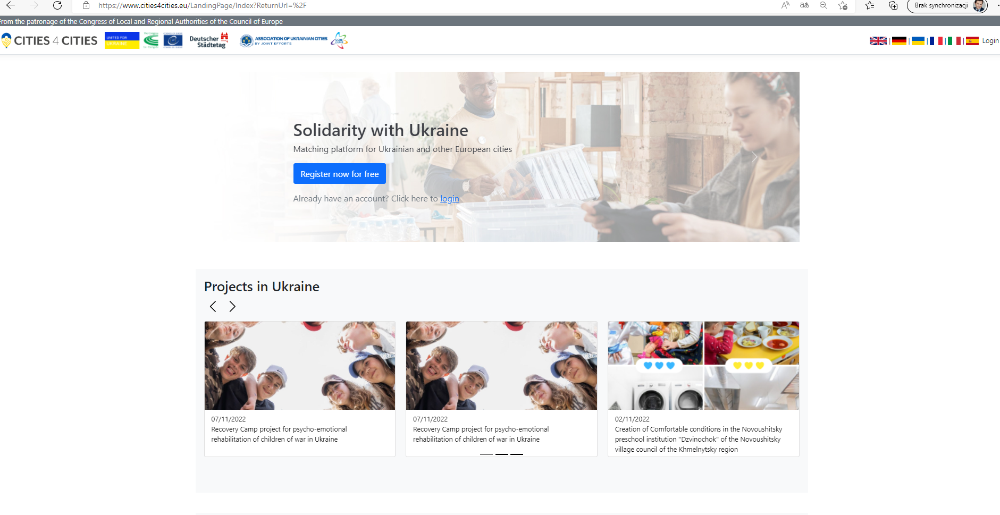 https://www.cities4cities.eu/LandingPage/Index?ReturnUrl=%2F
Brak synchronizacji
From the patronage of the Congress of Local and Regional Authorities of the Council of Europe
CITIES 4 CITIES
UNITED FOR
UKRAINE
Deutscher
Städtetag
ASSOCIATION OF UKRAINIAN CITIES
BY JOINT EFFORTS
CCRE
CEMR
Login
Solidarity with Ukraine
Matching platform for Ukrainian and other European cities
Register now for free
Already have an account? Click here to login
Projects in Ukraine
07/11/2022
Recovery Camp project for psycho-emotional
rehabilitation of children of war in Ukraine
07/11/2022
Recovery Camp project for psycho-emotional
rehabilitation of children of war in Ukraine
02/11/2022
Creation of Comfortable conditions in the Novoushitsky
preschool institution "Dzvinochok" of the Novoushitsky
village council of the Khmelnytsky region